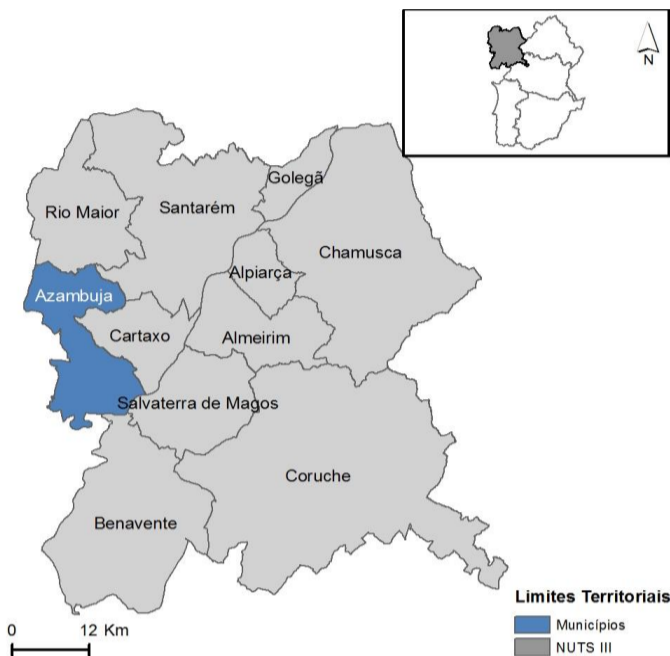 N
Golegã
Rio Maior
Santarém
Chamusca
Alpiarça
Azambuja
Cartaxo
Almeirim
Salvaterra de Magos
Coruche
Benavente
Limites Territoriais
0 12 Km
Municípios
NUTS III